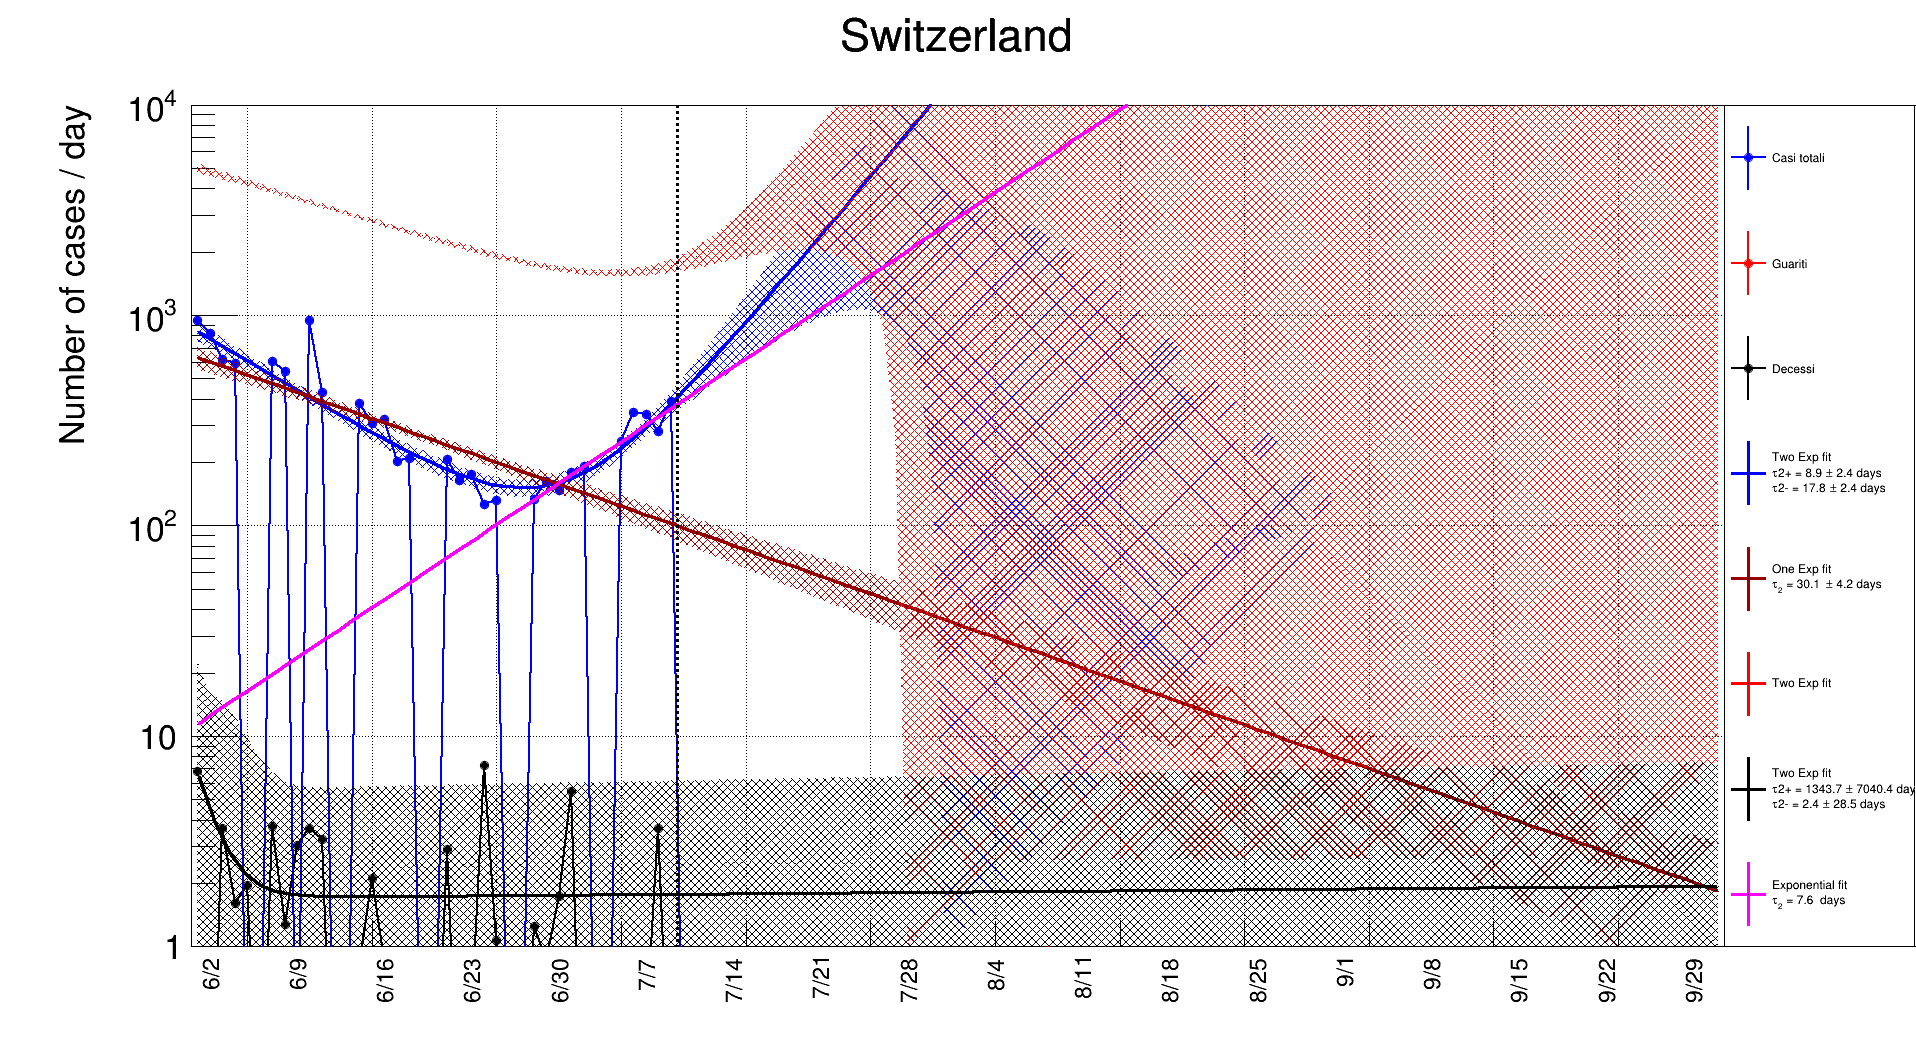 Switzerland
Number of cases / day
10^4
10^3
10^2
10
1
6/2
6/9
6/16
6/23
6/30
7/7
7/14
7/21
7/28
8/4
8/11
8/18
8/25
9/1
9/8
9/15
9/22
9/29
Casi totali
Guariti
Decessi
Two Exp fit
τ2+ = 8.9 ± 2.4 days
τ2- = 17.8 ± 2.4 days
One Exp fit
τ₂ = 30.1 ± 4.2 days
Two Exp fit
Two Exp fit
τ2+ = 1343.7 ± 7040.4 day
τ2- = 2.4 ± 28.5 days
Exponential fit
τ₂ = 7.6 days